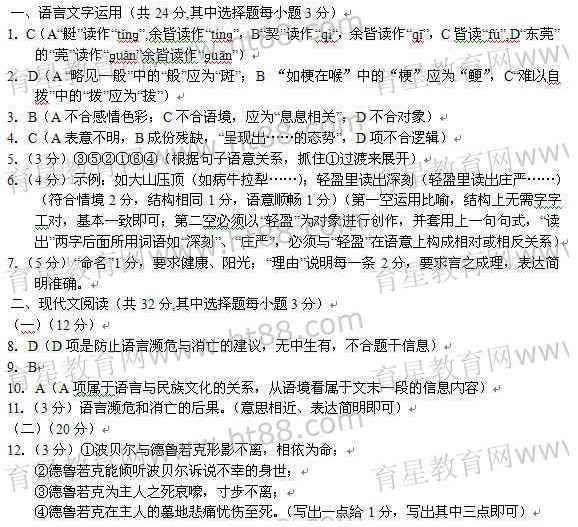 一、语言文字运用（共 24 分,其中选择题每小题 3 分）
1. C（A“艇”读作“tíng”,余皆读作“tǐng”,B“契”读作“qì”，余皆读作“qī”，C 皆读“fú”,D“东莞”
的“莞”读作“guǎn”余皆读作“guān”）
2. D（A“略见一般”中的“般”应为“斑”； B “如梗在喉”中的“梗”应为“鲠”，C“难以自
拨”中的“拨”应为“拔”）
3. B（A 不合感情色彩；C 不合语境，应为“息息相关”；D 不合对象）
4. C（A 表意不明，B 成份残缺，“呈现出……的态势”，D 项不合逻辑）
5.（3 分）③⑤②①⑥④（根据句子语意关系，抓住①过渡来展开）
6.（4 分）示例：如大山压顶（如病牛拉犁……）；轻盈里读出深刻（轻盈里读出庄严……）
（符合情境 2 分，结构相同 1 分，语意顺畅 1 分）（第一空运用比喻，结构上无需字字
工对，基本一致即可；第二空必须以“轻盈”为对象进行创作，并套用上一句句式，“读
出”两字后面所用词语如“深刻”、“庄严”，必须与“轻盈”在语意上构成相对或相反关系）
7.（5 分）“命名”1 分，要求健康、阳光；“理由”说明每一条 2 分，要求言之成理，表达简
明准确。
二、现代文阅读（共 32 分,其中选择题每小题 3 分）
（一）（12 分）
8. D（D 项是防止语言濒危与消亡的建议，无中生有，不合题干信息）
9. B
10. A（A 项属于语言与民族文化的关系，从语境看属于文末一段的信息内容）
11.（3 分）语言濒危和消亡的后果。（意思相近、表达简明即可）
（二）（20 分）
12.（3 分）①波贝尔与德鲁若克形影不离，相依为命；
②德鲁若克能倾听波贝尔诉说不幸的身世；
③德鲁若克为主人之死哀嚎，寸步不离；
④德鲁若克在主人的墓地悲痛忧伤至死。（写出一点给 1 分，写出其中三点即可）
育星教育网www.ht88.com